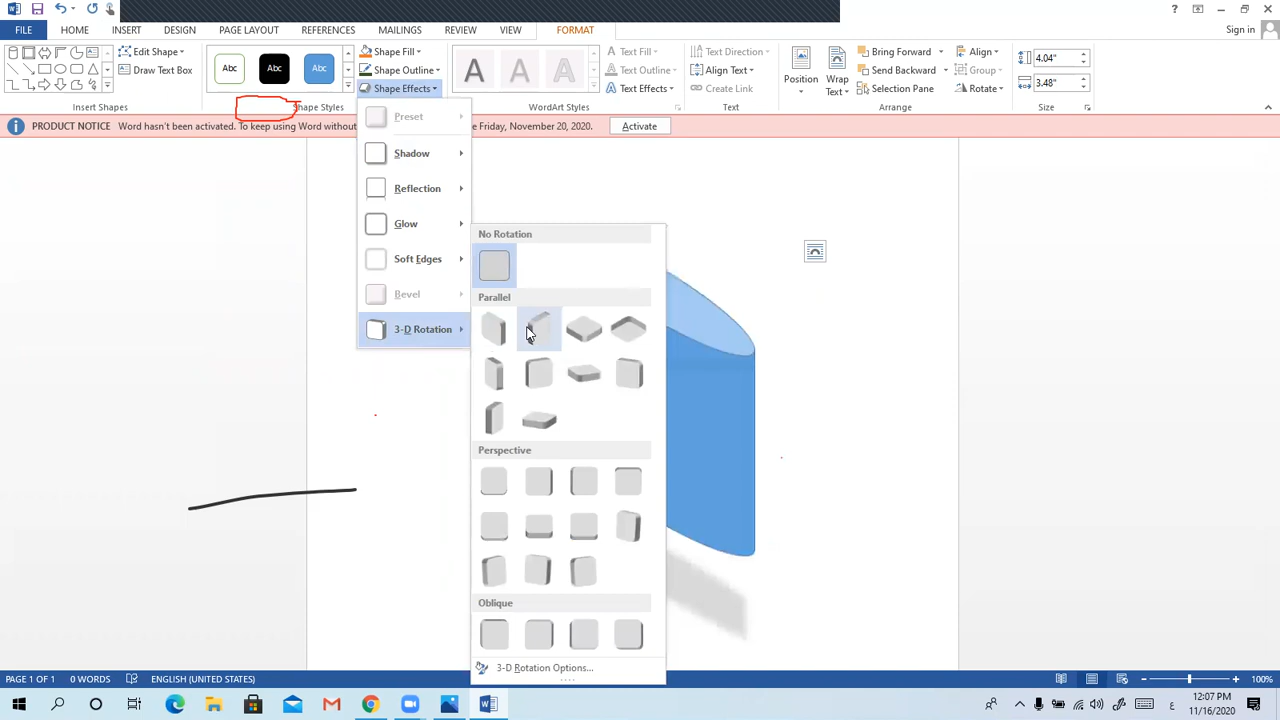 FILE HOME INSERT DESIGN PAGE LAYOUT REFERENCES MAILINGS REVIEW VIEW FORMAT Sign in
Edit Shape
Draw Text Box
Insert Shapes
Abc Abc Abc
Shape Styles
Shape Fill
Shape Outline
Shape Effects
A A A
WordArt Styles
Text Fill
Text Outline
Text Effects
Text Direction
Align Text
Create Link
Text
Position
Wrap
Text
Bring Forward
Send Backward
Selection Pane
Align
Group
Rotate
Arrange
4.04"
3.48"
Size
PRODUCT NOTICE Word hasn't been activated. To keep using Word without
e Friday, November 20, 2020.
Activate
Preset
Shadow
Reflection
Glow
Soft Edges
Bevel
3-D Rotation
No Rotation
Parallel
Perspective
Oblique
3-D Rotation Options...
PAGE 1 OF 1 0 WORDS ENGLISH (UNITED STATES) 100%
ع
12:07 PM
11/16/2020